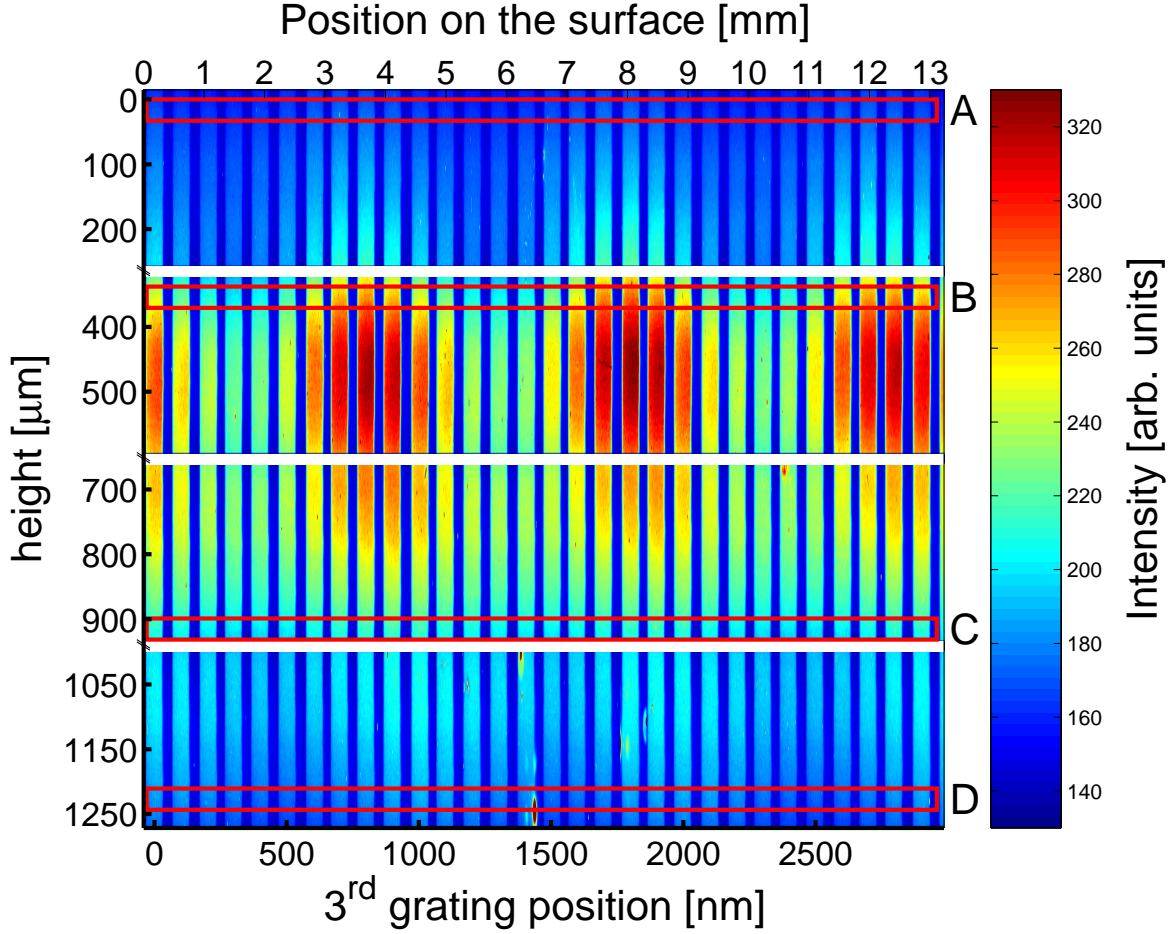 Position on the surface [mm]
0 1 2 3 4 5 6 7 8 9 10 11 12 13
0
100
200
400
500
700
800
900
1050
1150
1250
A
B
C
D
height [µm]
0 500 1000 1500 2000 2500
3rd grating position [nm]
320
300
280
260
240
220
200
180
160
140
Intensity [arb. units]